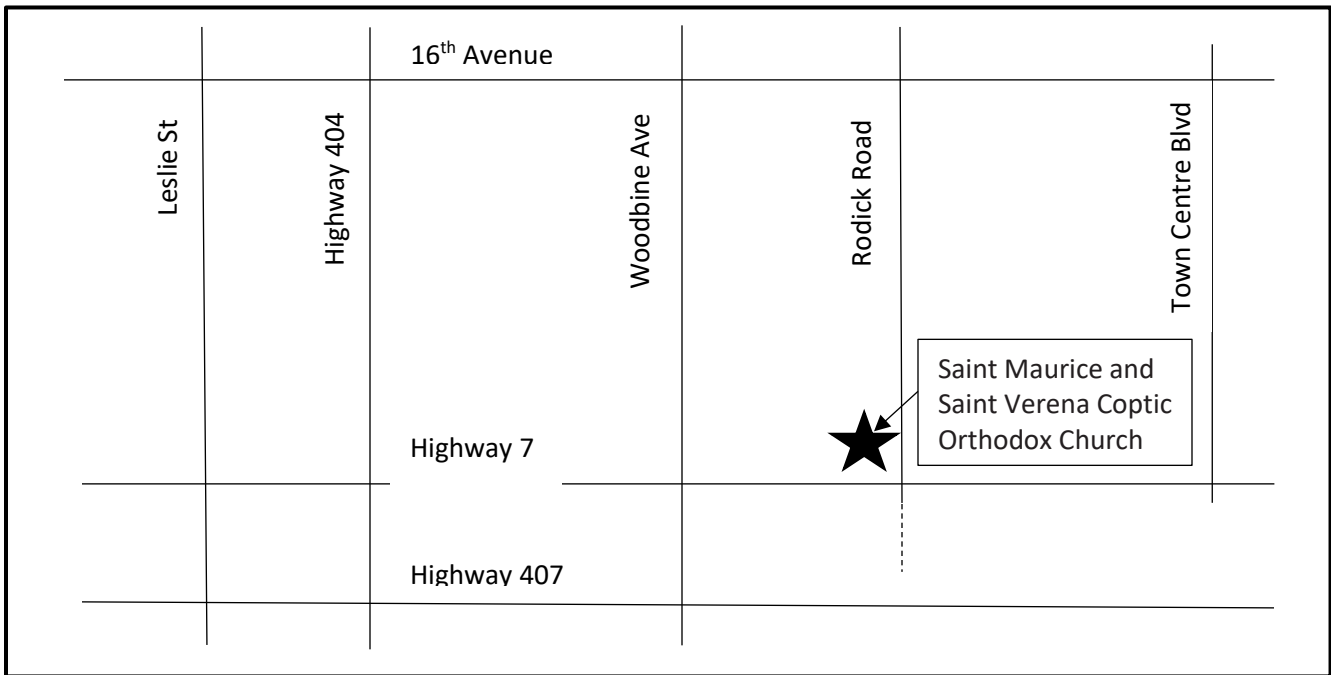 16th Avenue
Leslie St
Highway 404
Woodbine Ave
Rodick Road
Town Centre Blvd
Saint Maurice and
Saint Verena Coptic
Orthodox Church
Highway 7
Highway 407